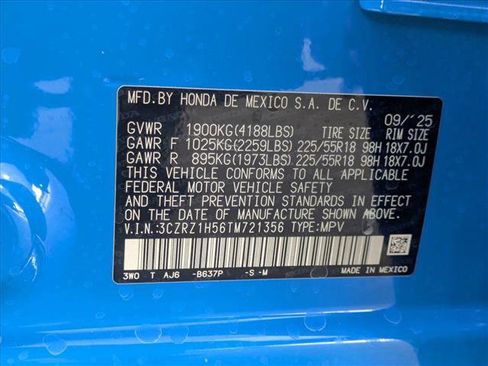 MFD.BY HONDA DE MEXICO S.A. DE C.V.
09/'25
GVWR 1900KG(4188LBS) TIRE SIZE RIM SIZE
GAWR F 1025KG(2259LBS) 225/55R18 98H 18X7.0J
GAWR R 895KG(1973LBS) 225/55R18 98H 18X7.0J
THIS VEHICLE CONFORMS TO ALL APPLICABLE
FEDERAL MOTOR VEHICLE SAFETY
AND THEFT PREVENTION STANDARDS IN EFFECT
ON THE DATE OF MANUFACTURE SHOWN ABOVE.
V.I.N.:3CZRZ1H56TM721356 TYPE:MPV
3W0 T AJ6 -B637P -S -M